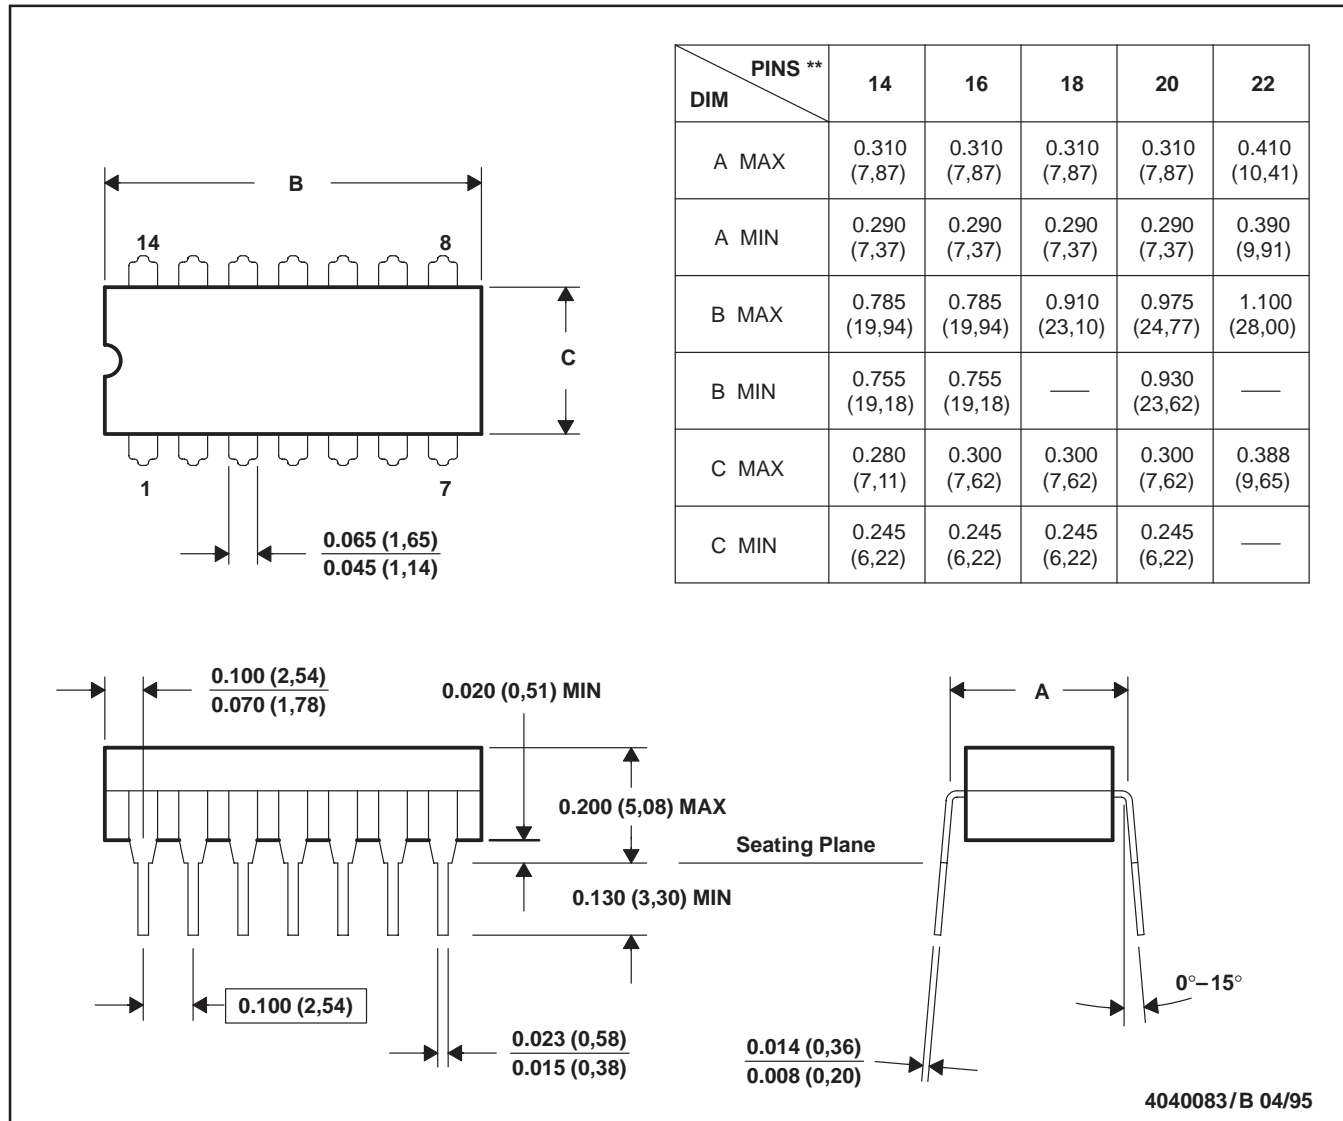 PINS **
DIM
14 16 18 20 22
A MAX 0.310 (7,87) 0.310 (7,87) 0.310 (7,87) 0.310 (7,87) 0.410 (10,41)
A MIN 0.290 (7,37) 0.290 (7,37) 0.290 (7,37) 0.290 (7,37) 0.390 (9,91)
B MAX 0.785 (19,94) 0.785 (19,94) 0.910 (23,10) 0.975 (24,77) 1.100 (28,00)
B MIN 0.755 (19,18) 0.755 (19,18) — 0.930 (23,62) —
C MAX 0.280 (7,11) 0.300 (7,62) 0.300 (7,62) 0.300 (7,62) 0.388 (9,65)
C MIN 0.245 (6,22) 0.245 (6,22) 0.245 (6,22) 0.245 (6,22) —
B
14 8
C
1 7
0.065 (1,65)
0.045 (1,14)
0.100 (2,54)
0.070 (1,78)
0.020 (0,51) MIN
A
0.200 (5,08) MAX
Seating Plane
0.130 (3,30) MIN
0.100 (2,54)
0°–15°
0.023 (0,58)
0.015 (0,38)
0.014 (0,36)
0.008 (0,20)
4040083/B 04/95